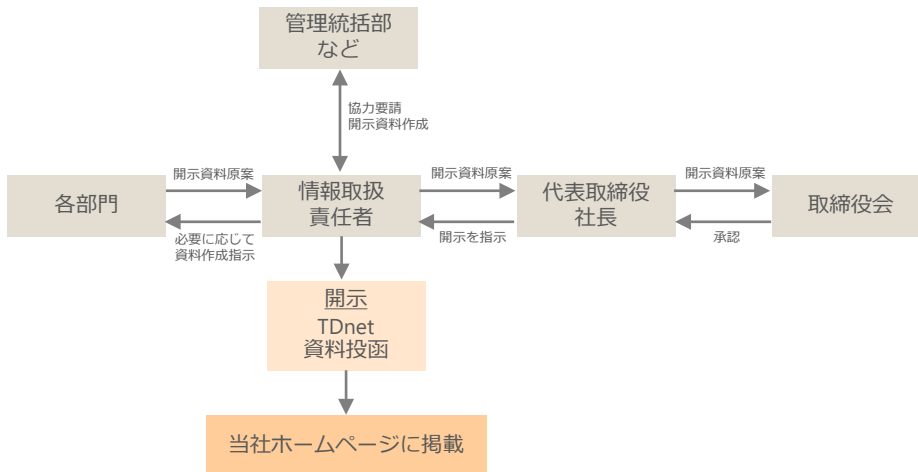 管理統括部
など
協力要請
開示資料作成
開示資料原案
開示資料原案
開示資料原案
各部門
情報取扱
責任者
代表取締役
社長
取締役会
必要に応じて
資料作成指示
開示を指示
承認
開示
TDnet
資料投函
当社ホームページに掲載